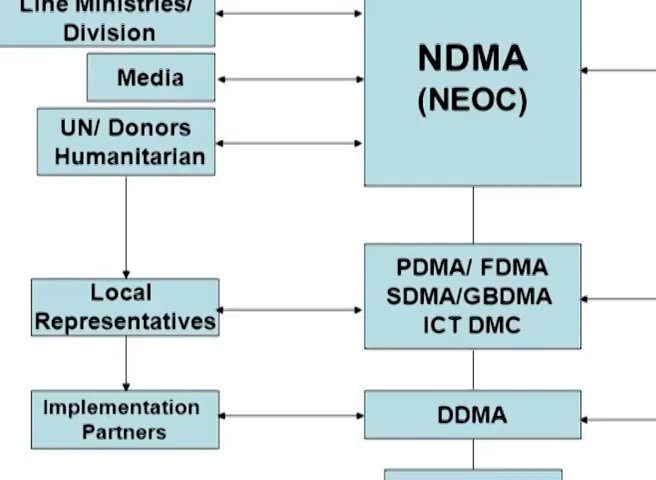 Line Ministries/
Division
Media
UN/ Donors
Humanitarian
NDMA
(NEOC)
PDMA/ FDMA
SDMA/GBDMA
ICT DMC
Local
Representatives
Implementation
Partners
DDMA